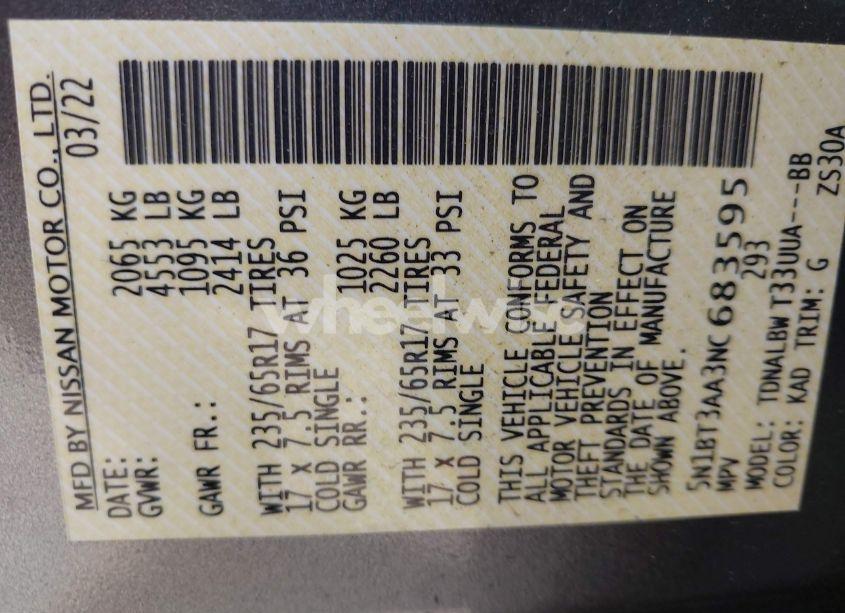 MFD BY NISSAN MOTOR CO., LTD.
DATE: 03/22
GVWR: 2065 KG
4553 LB
GAWR FR.: 1095 KG
2414 LB
WITH 235/65R17 TIRES
17 X 7.5 RIMS AT 36 PSI
COLD SINGLE
GAWR RR.: 1025 KG
2260 LB
WITH 235/65R17 TIRES
17 X 7.5 RIMS AT 33 PSI
COLD SINGLE
THIS VEHICLE CONFORMS TO
ALL APPLICABLE FEDERAL
MOTOR VEHICLE SAFETY AND
THEFT PREVENTION
STANDARDS IN EFFECT ON
THE DATE OF MANUFACTURE
SHOWN ABOVE.
5N1BT3AA3NC683595
MPV 293
MODEL: TDNALBW T33UUA---BB
COLOR: KAD TRIM: G ZS30A
wheelwise